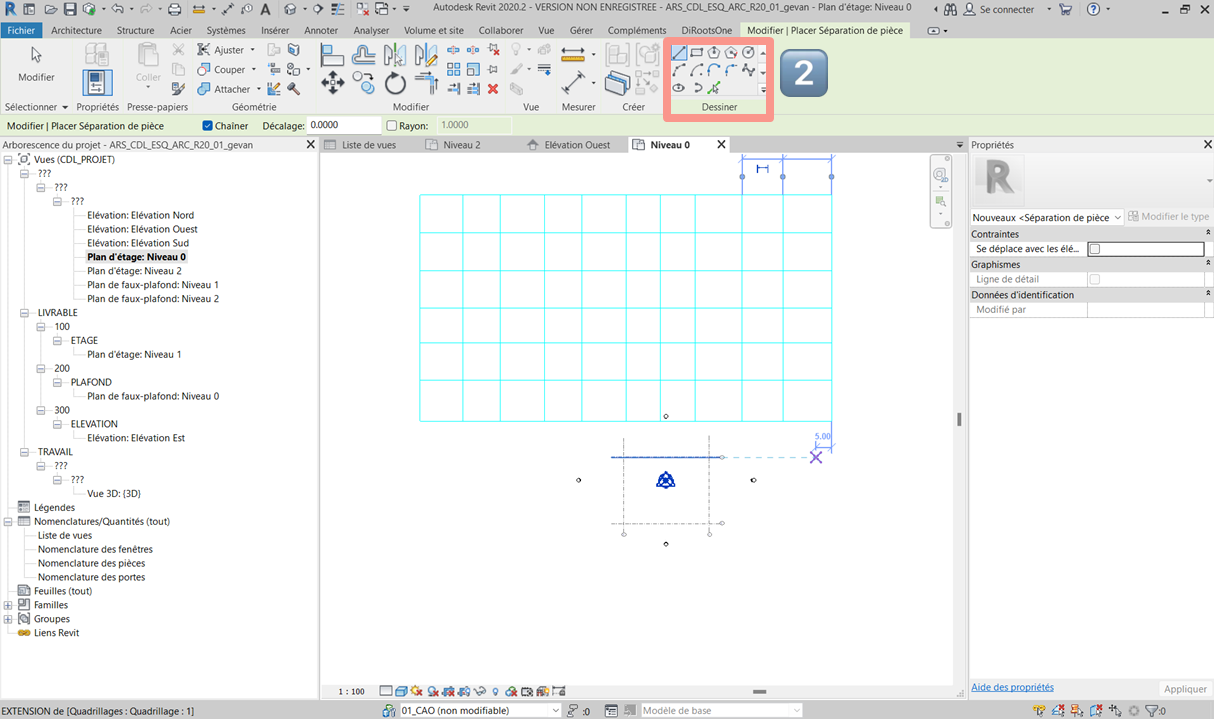 Autodesk Revit 2020.2 - VERSION NON ENREGISTREE - ARS_CDL_ESQ_ARC_R20_01_gevan - Plan d'étage: Niveau 0
Se connecter
Fichier Architecture Structure Acier Systèmes Insérer Annoter Analyser Volume et site Collaborer Vue Gérer Compléments DiRootsOne Modifier | Placer Séparation de pièce
Modifier Coller Ajuster
Couper
Attacher
2
Sélectionner Propriétés Presse-papiers Géométrie Modifier Vue Mesurer Créer Dessiner
Modifier | Placer Séparation de pièce Chaîner Décalage: 0.0000 Rayon: 1.0000
Arborescence du projet - ARS_CDL_ESQ_ARC_R20_01_gevan
Vues (CDL_PROJET)
???
???
???
Elévation: Elévation Nord
Elévation: Elévation Ouest
Elévation: Elévation Sud
Plan d'étage: Niveau 0
Plan d'étage: Niveau 2
Plan de faux-plafond: Niveau 1
Plan de faux-plafond: Niveau 2
LIVRABLE
100
ETAGE
Plan d'étage: Niveau 1
200
PLAFOND
Plan de faux-plafond: Niveau 0
300
ELEVATION
Elévation: Elévation Est
TRAVAIL
???
???
Vue 3D: {3D}
Légendes
Nomenclatures/Quantités (tout)
Liste de vues
Nomenclature des fenêtres
Nomenclature des pièces
Nomenclature des portes
Feuilles (tout)
Familles
Groupes
Liens Revit
Liste de vues Niveau 2 Elévation Ouest Niveau 0
5.00
Propriétés
R
Nouveaux <Séparation de pièce Modifier le type
Contraintes
Se déplace avec les élé...
Graphismes
Ligne de détail
Données d'identification
Modifié par
Aide des propriétés Appliquer
1 : 100
EXTENSION de [Quadrillages : Quadrillage : 1] 01_CAO (non modifiable) :0 Modèle de base :0